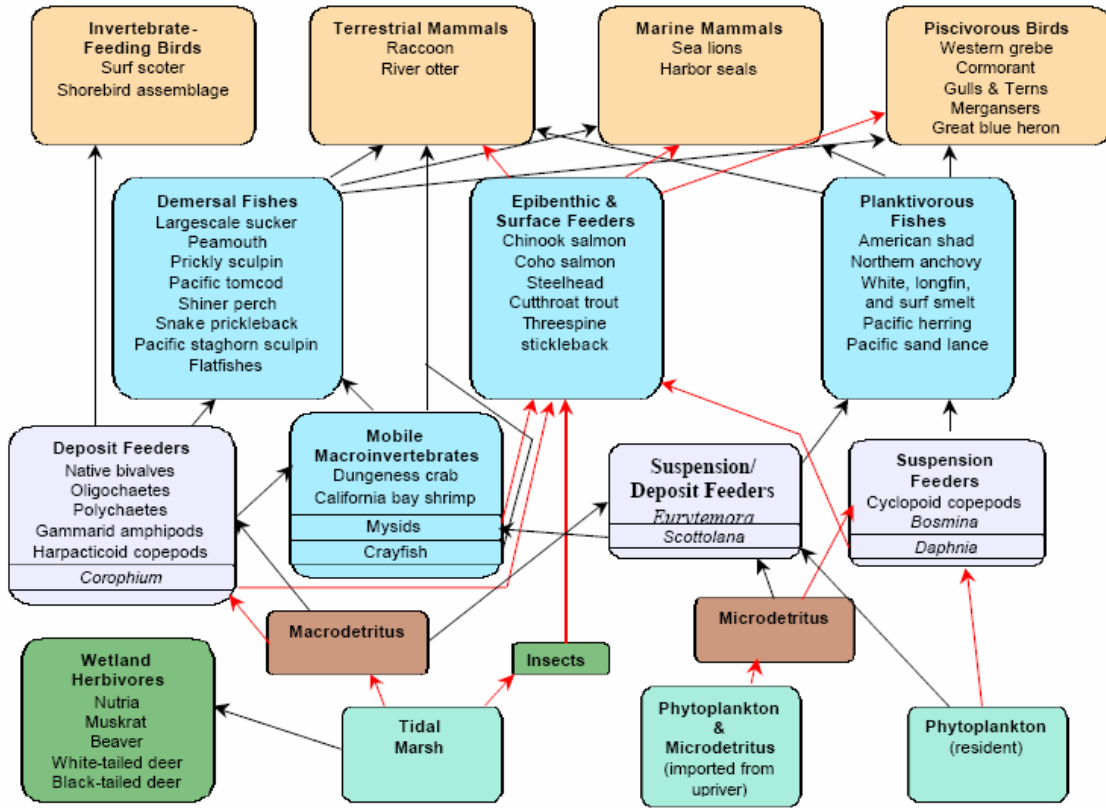 Invertebrate-
Feeding Birds
Surf scoter
Shorebird assemblage
Terrestrial Mammals
Raccoon
River otter
Marine Mammals
Sea lions
Harbor seals
Piscivorous Birds
Western grebe
Cormorant
Gulls & Terns
Mergansers
Great blue heron
Demersal Fishes
Largescale sucker
Peamouth
Prickly sculpin
Pacific tomcod
Shiner perch
Snake prickleback
Pacific staghorn sculpin
Flatfishes
Epibenthic &
Surface Feeders
Chinook salmon
Coho salmon
Steelhead
Cutthroat trout
Threespine
stickleback
Planktivorous
Fishes
American shad
Northern anchovy
White, longfin,
and surf smelt
Pacific herring
Pacific sand lance
Deposit Feeders
Native bivalves
Oligochaetes
Polychaetes
Gammarid amphipods
Harpacticoid copepods
Corophium
Mobile
Macroinvertebrates
Dungeness crab
California bay shrimp
Mysids
Crayfish
Suspension/
Deposit Feeders
Eurytemora
Scottolana
Suspension
Feeders
Cyclopoid copepods
Bosmina
Daphnia
Macrodetritus
Insects
Microdetritus
Wetland
Herbivores
Nutria
Muskrat
Beaver
White-tailed deer
Black-tailed deer
Tidal
Marsh
Phytoplankton
&
Microdetritus
(imported from
upriver)
Phytoplankton
(resident)